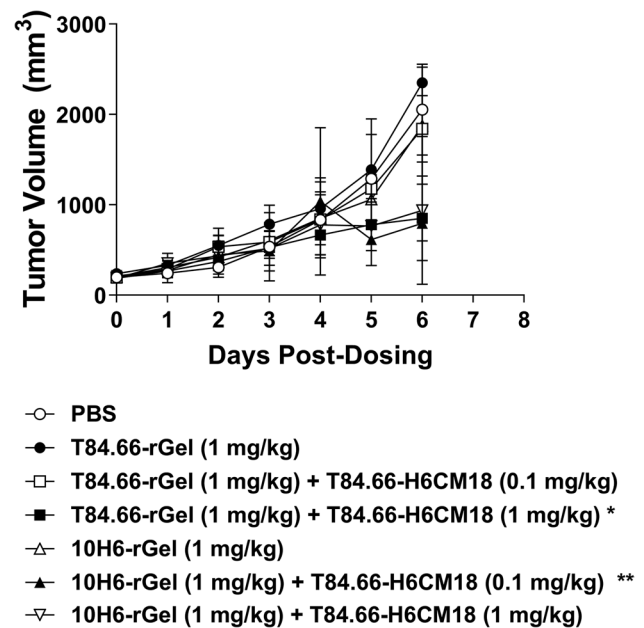 Tumor Volume (mm3)
3000
2000
1000
0
0 1 2 3 4 5 6 7 8
Days Post-Dosing
PBS
T84.66-rGel (1 mg/kg)
T84.66-rGel (1 mg/kg) + T84.66-H6CM18 (0.1 mg/kg)
T84.66-rGel (1 mg/kg) + T84.66-H6CM18 (1 mg/kg) *
10H6-rGel (1 mg/kg)
10H6-rGel (1 mg/kg) + T84.66-H6CM18 (0.1 mg/kg) **
10H6-rGel (1 mg/kg) + T84.66-H6CM18 (1 mg/kg)